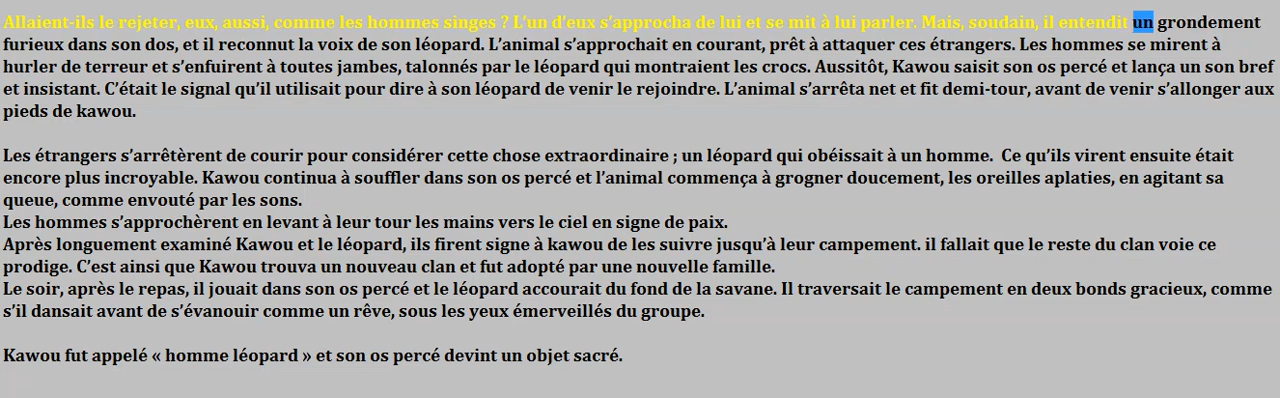 Allaient-ils le rejeter, eux, aussi, comme les hommes singes ? L’un d’eux s’approcha de lui et se mit à lui parler. Mais, soudain, il entendit un grondement
furieux dans son dos, et il reconnut la voix de son léopard. L’animal s’approchait en courant, prêt à attaquer ces étrangers. Les hommes se mirent à
hurler de terreur et s’enfuirent à toutes jambes, talonnés par le léopard qui montraient les crocs. Aussitôt, Kawou saisit son os percé et lança un son bref
et insistant. C’était le signal qu’il utilisait pour dire à son léopard de venir le rejoindre. L’animal s’arrêta net et fit demi-tour, avant de venir s’allonger aux
pieds de kawou.

Les étrangers s’arrêtèrent de courir pour considérer cette chose extraordinaire ; un léopard qui obéissait à un homme.  Ce qu’ils virent ensuite était
encore plus incroyable. Kawou continua à souffler dans son os percé et l’animal commença à grogner doucement, les oreilles aplaties, en agitant sa
queue, comme envouté par les sons.
Les hommes s’approchèrent en levant à leur tour les mains vers le ciel en signe de paix.
Après longuement examiné Kawou et le léopard, ils firent signe à kawou de les suivre jusqu’à leur campement. il fallait que le reste du clan voie ce
prodige. C’est ainsi que Kawou trouva un nouveau clan et fut adopté par une nouvelle famille.
Le soir, après le repas, il jouait dans son os percé et le léopard accourait du fond de la savane. Il traversait le campement en deux bonds gracieux, comme
s’il dansait avant de s’évanouir comme un rêve, sous les yeux émerveillés du groupe.

Kawou fut appelé « homme léopard » et son os percé devint un objet sacré.